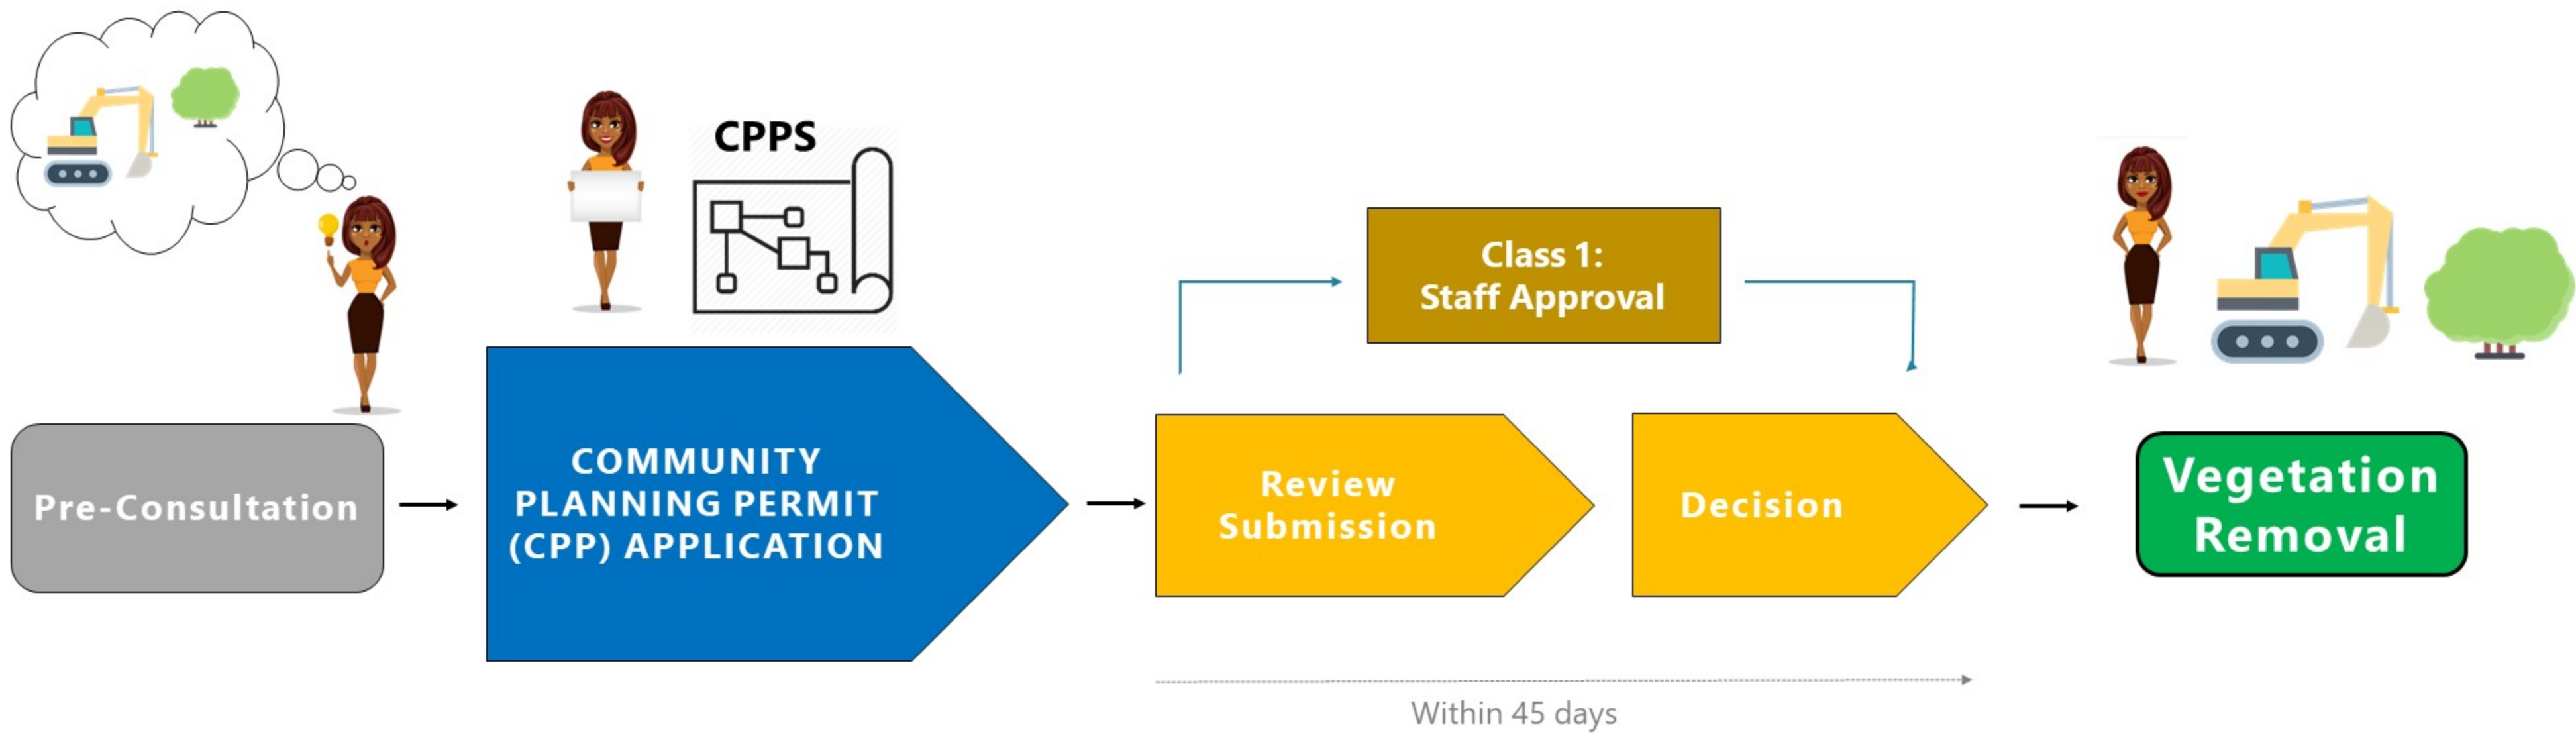 CPPS
Class 1:
Staff Approval
Pre-Consultation
COMMUNITY
PLANNING PERMIT
(CPP) APPLICATION
Review
Submission
Decision
Vegetation
Removal
Within 45 days